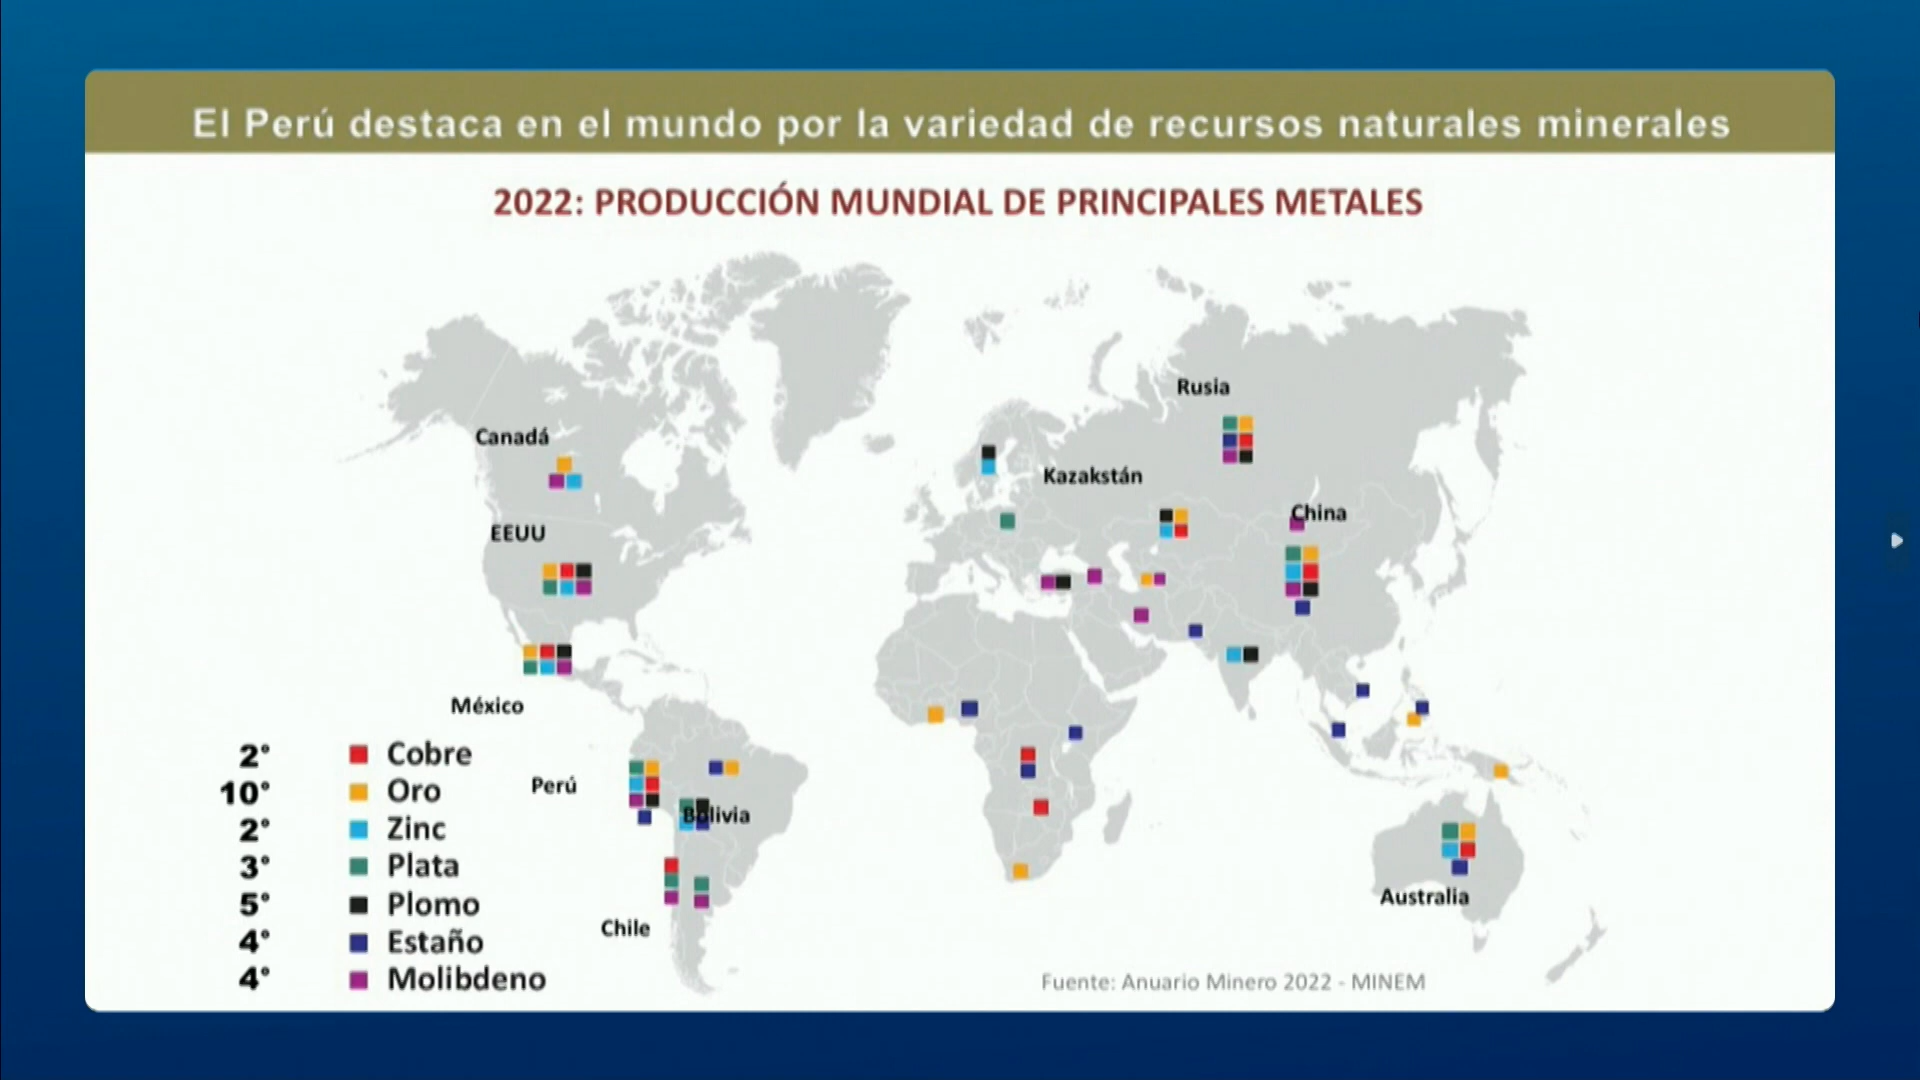 El Perú destaca en el mundo por la variedad de recursos naturales minerales
2022: PRODUCCIÓN MUNDIAL DE PRINCIPALES METALES
Rusia
Canadá
Kazakstán
China
EEUU
México
Perú
Bolivia
Australia
Chile
2° Cobre
10° Oro
2° Zinc
3° Plata
5° Plomo
4° Estaño
4° Molibdeno
Fuente: Anuario Minero 2022 - MINEM